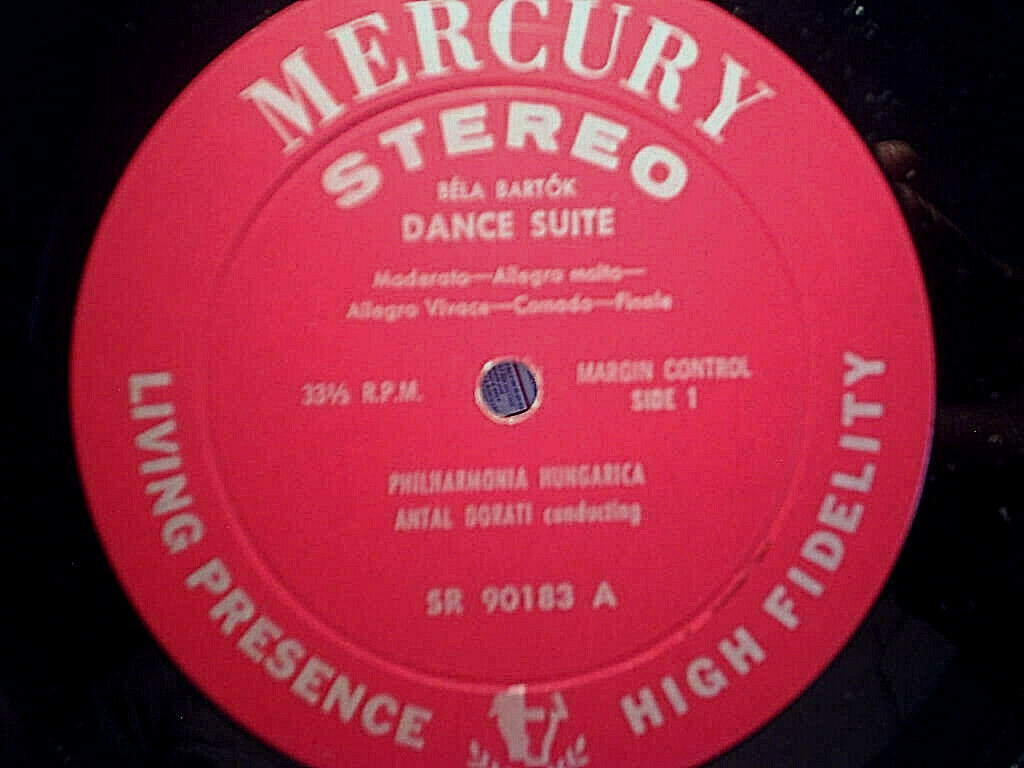 MERCURY
STEREO
BÉLA BARTÓK
DANCE SUITE
Moderato—Allegro molto—
Allegro Vivace—Comodo—Finale
33⅓ R.P.M.
MARGIN CONTROL
SIDE 1
PHILHARMONIA HUNGARICA
ANTAL DORATI conducting
SR 90183 A
LIVING PRESENCE
HIGH FIDELITY